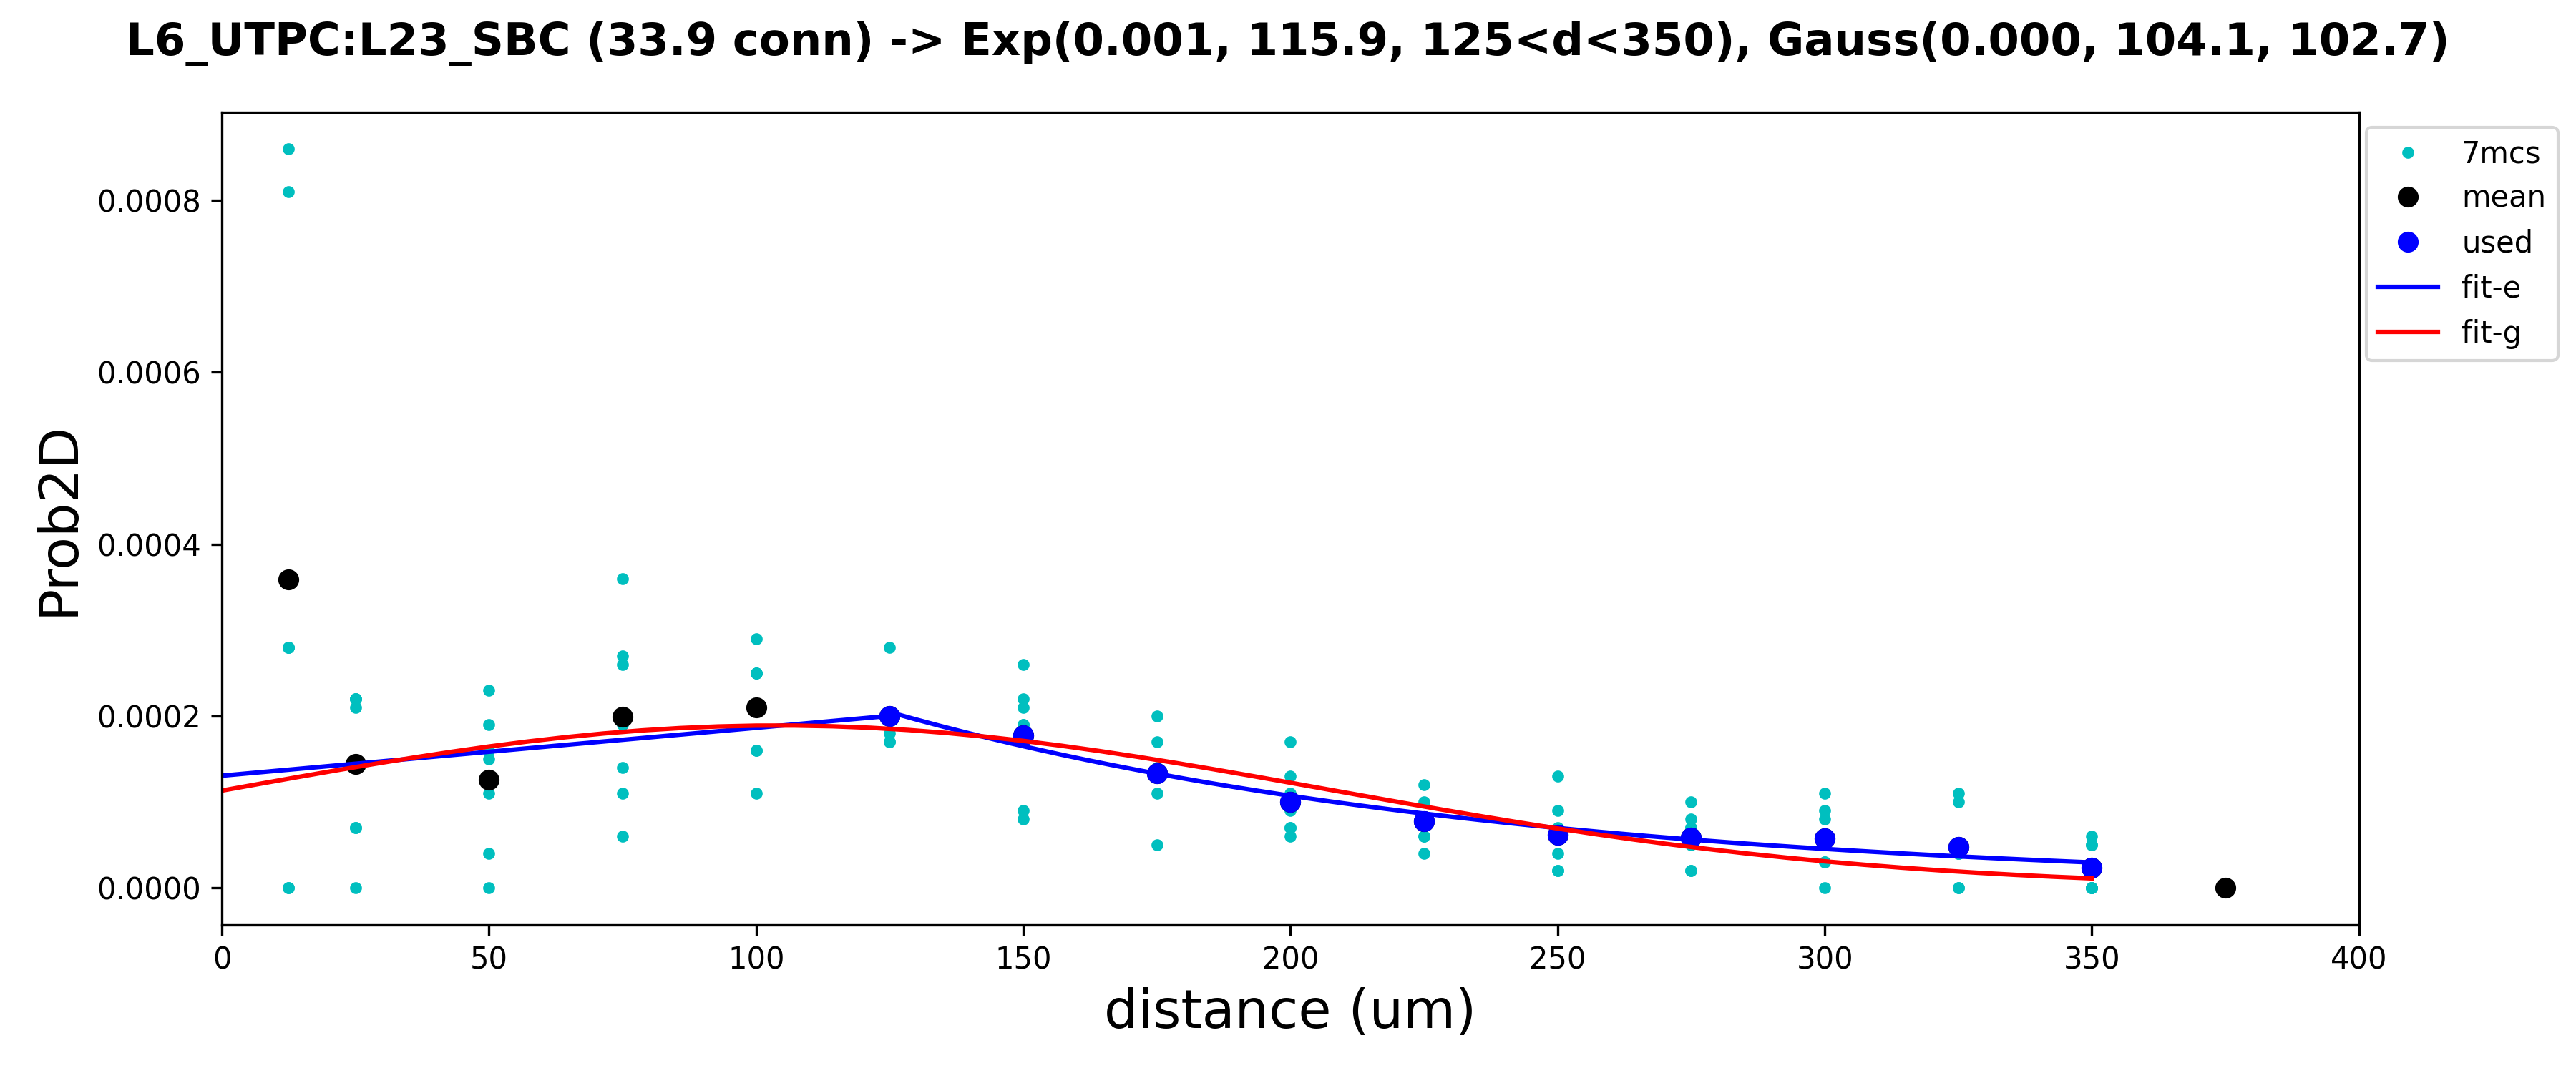 L6_UTPC:L23_SBC (33.9 conn) -> Exp(0.001, 115.9, 125<d<350), Gauss(0.000, 104.1, 102.7)
7mcs
mean
used
fit-e
fit-g
Prob2D
0.0008
0.0006
0.0004
0.0002
0.0000
0 50 100 150 200 250 300 350 400
distance (um)